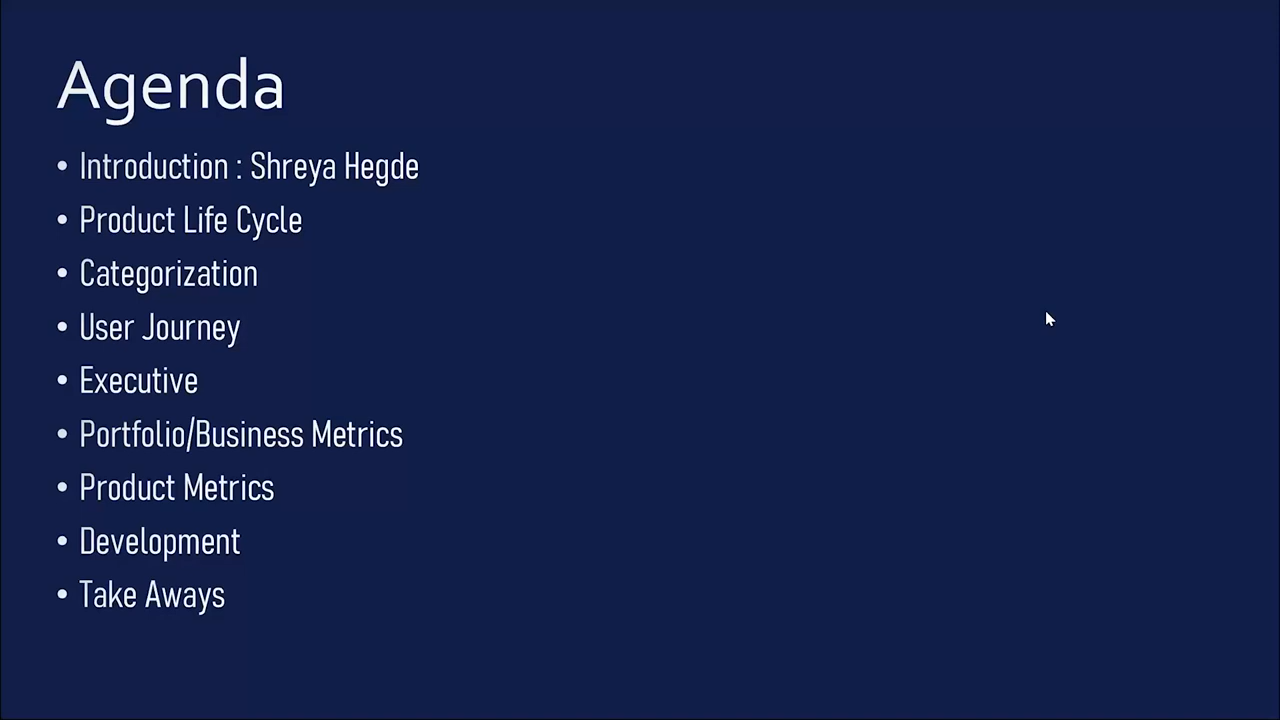 Agenda
• Introduction : Shreya Hegde
• Product Life Cycle
• Categorization
• User Journey
• Executive
• Portfolio/Business Metrics
• Product Metrics
• Development
• Take Aways